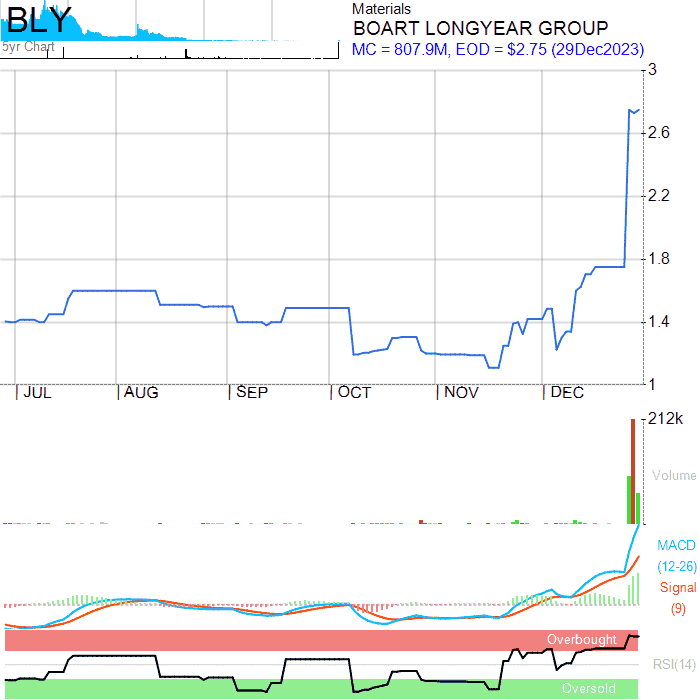 BLY
5yr Chart
Materials
BOART LONGYEAR GROUP
MC = 807.9M, EOD = $2.75 (29Dec2023)
3
2.6
2.2
1.8
1.4
1
JUL AUG SEP OCT NOV DEC
212k
Volume
MACD
(12-26)
Signal
(9)
Overbought
RSI(14)
Oversold